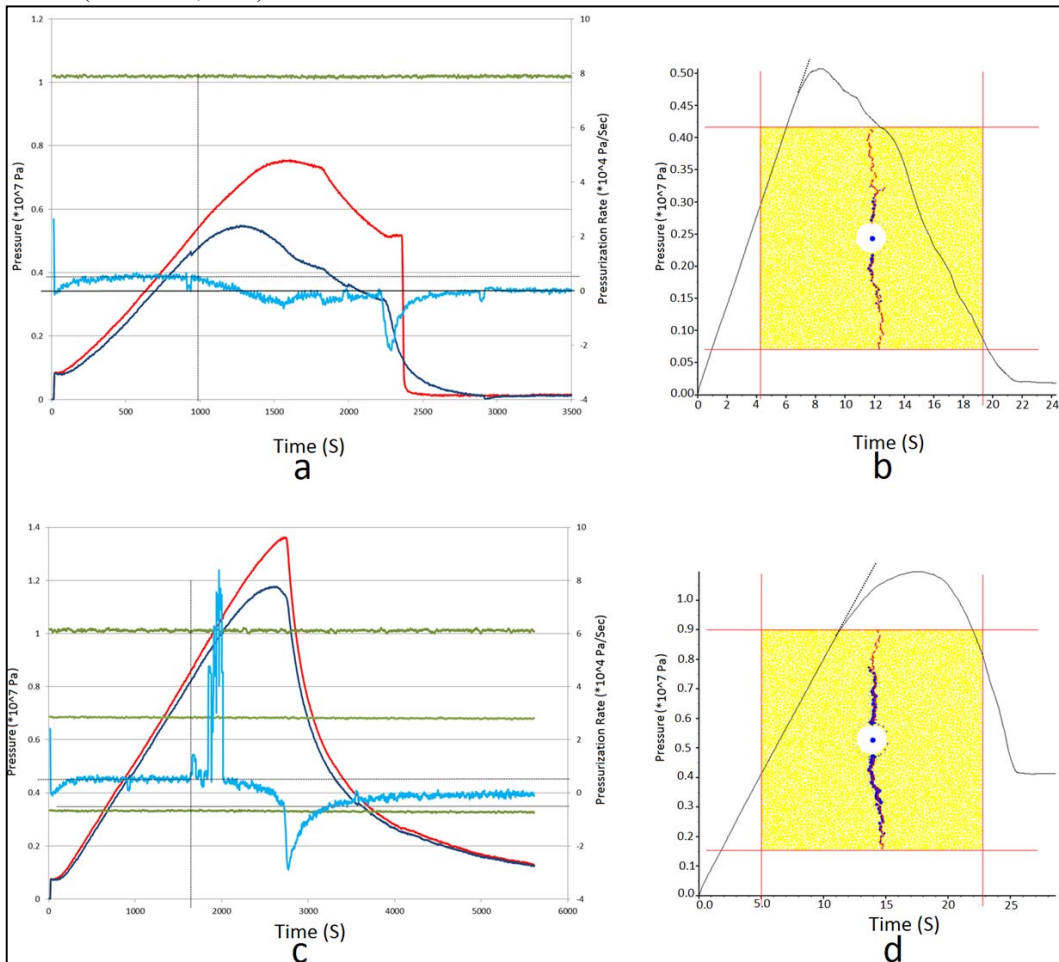 1.2
1
0.8
0.6
0.4
0.2
0
Pressure (*10^7 Pa)
10
8
6
4
2
0
-2
-4
Pressurization Rate (*10^4 Pa/Sec)
0 500 1000 1500 2000 2500 3000 3500
Time (S)
a
0.50
0.45
0.40
0.35
0.30
0.25
0.20
0.15
0.10
0.05
0.00
Pressure (*10^7 Pa)
0 2 4 6 8 10 12 14 16 18 20 22 24
Time (S)
b
1.4
1.2
1
0.8
0.6
0.4
0.2
0
Pressure (*10^7 Pa)
10
8
6
4
2
0
-2
-4
Pressurization Rate (*10^4 Pa/Sec)
0 1000 2000 3000 4000 5000 6000
Time (S)
c
1.0
0.9
0.8
0.7
0.6
0.5
0.4
0.3
0.2
0.1
0.0
Pressure (*10^7 Pa)
0.0 5.0 10 15 20 25
Time (S)
d